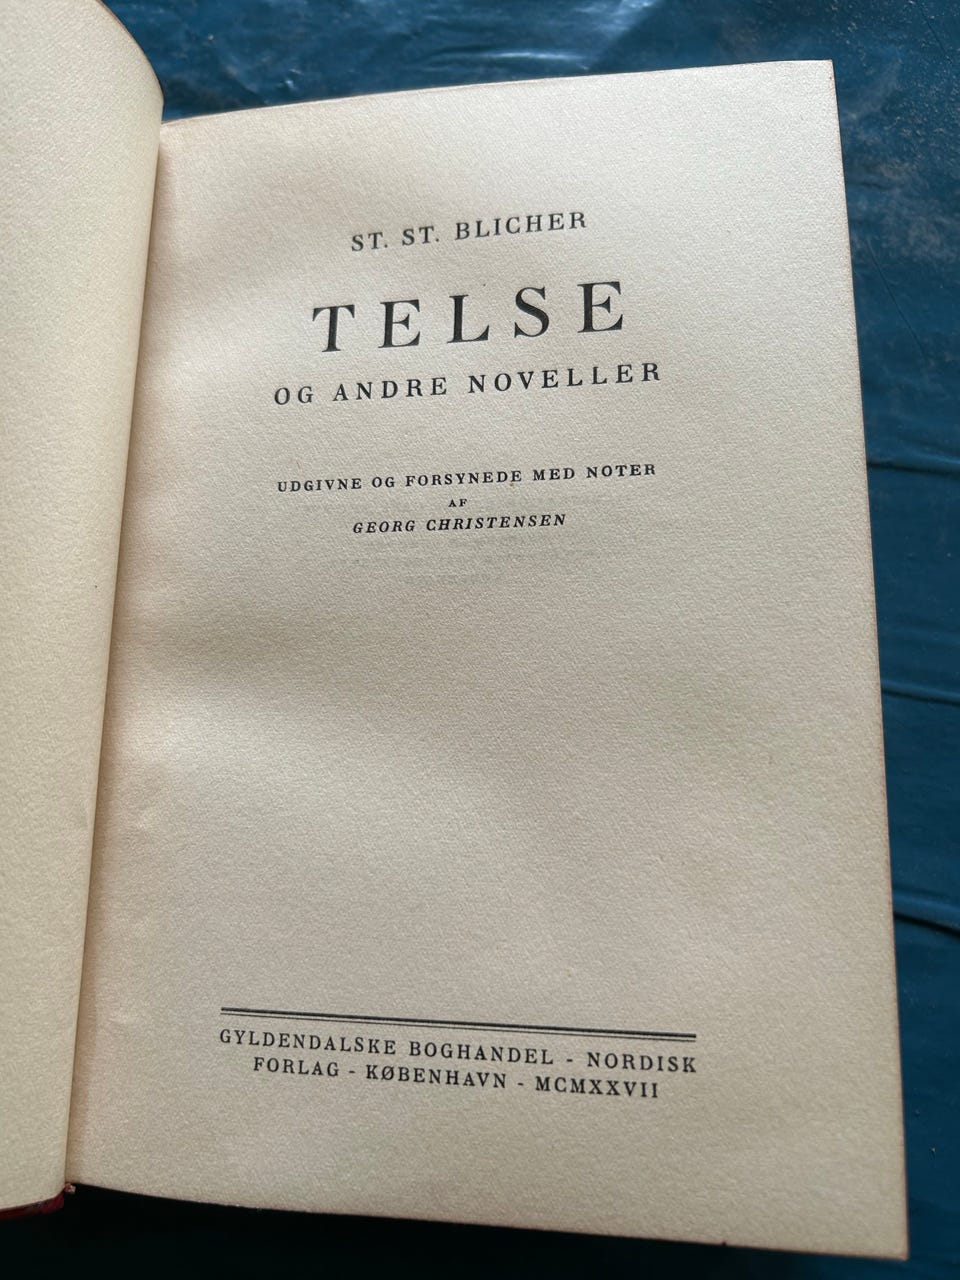 ST. ST. BLICHER
TELSE
OG ANDRE NOVELLER
UDGIVNE OG FORSYNEDE MED NOTER
AF
GEORG CHRISTENSEN
GYLDENDALSKE BOGHANDEL - NORDISK
FORLAG - KØBENHAVN - MCMXXVII